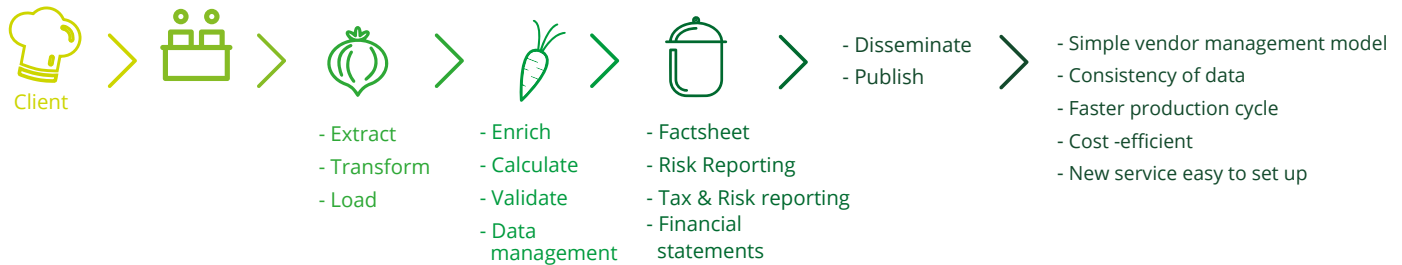 Client
- Extract
- Transform
- Load
- Enrich
- Calculate
- Validate
- Data
management
- Factsheet
- Risk Reporting
- Tax & Risk reporting
- Financial
statements
- Disseminate
- Publish
- Simple vendor management model
- Consistency of data
- Faster production cycle
- Cost -efficient
- New service easy to set up